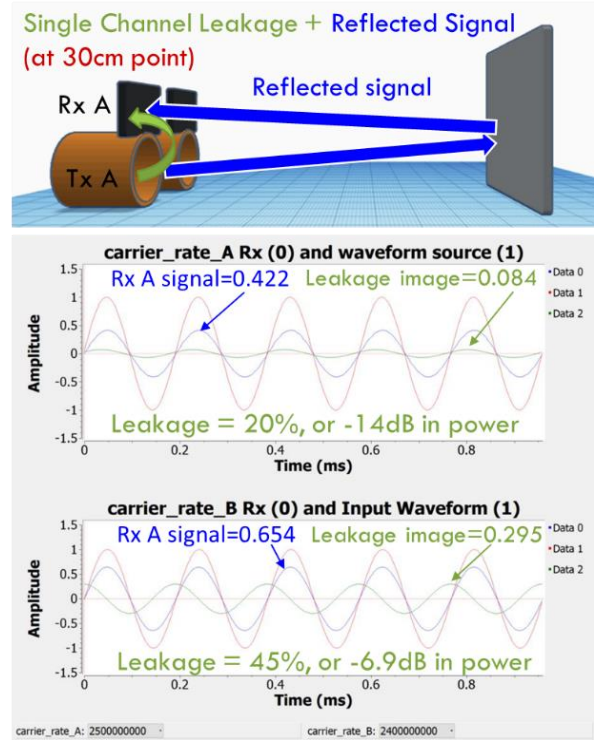 Single Channel Leakage + Reflected Signal
(at 30cm point)
Rx A
Reflected signal
Tx A
carrier_rate_A Rx (0) and waveform source (1)
Rx A signal=0.422
Leakage image=0.084
Data 0
Data 1
Data 2
Amplitude
1.5
1
0.5
0
-0.5
-1
-1.5
Leakage = 20%, or -14dB in power
0
0.2
0.4
0.6
0.8
Time (ms)
carrier_rate_B Rx (0) and Input Waveform (1)
Rx A signal=0.654
Leakage image=0.295
Data 0
Data 1
Data 2
Amplitude
1.5
1
0.5
0
-0.5
-1
-1.5
Leakage = 45%, or -6.9dB in power
0
0.2
0.4
0.6
0.8
Time (ms)
carrier_rate_A: 2500000000
carrier_rate_B: 2400000000